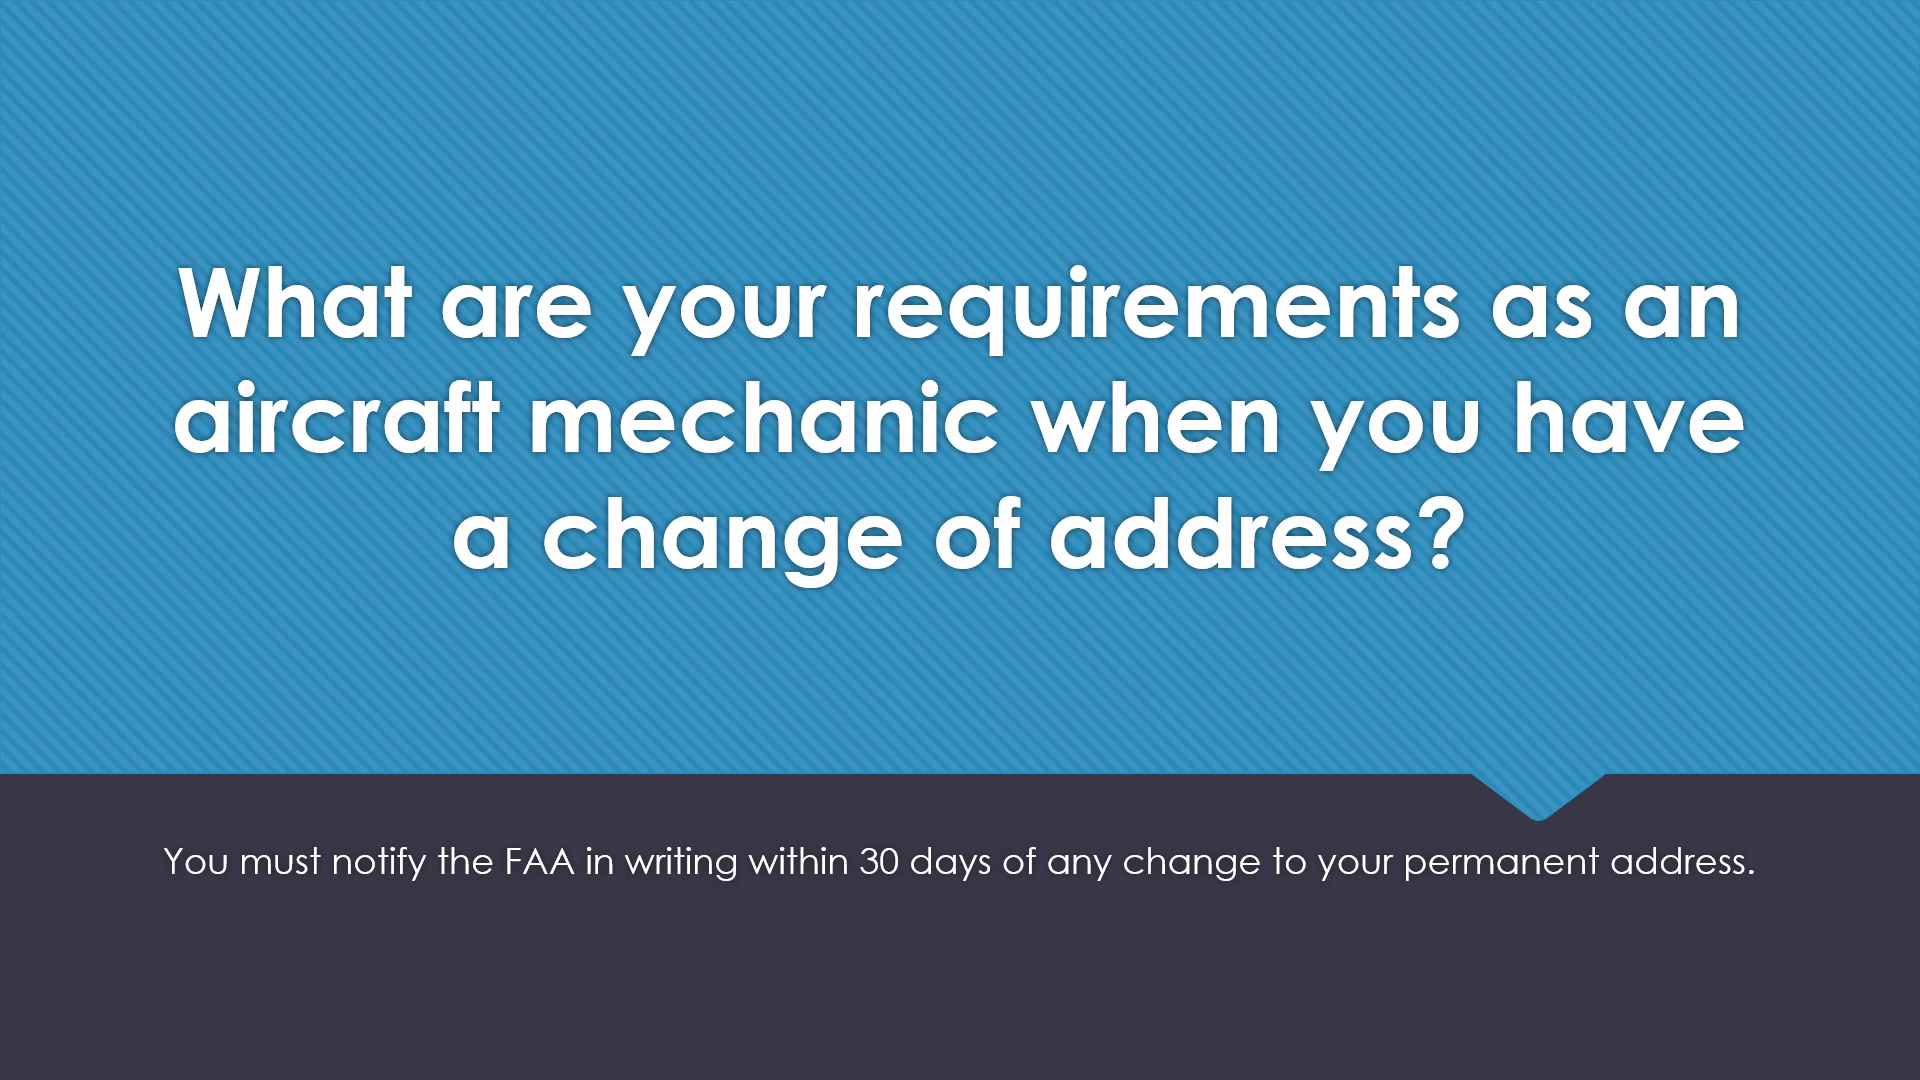 What are your requirements as an
aircraft mechanic when you have
a change of address?
You must notify the FAA in writing within 30 days of any change to your permanent address.